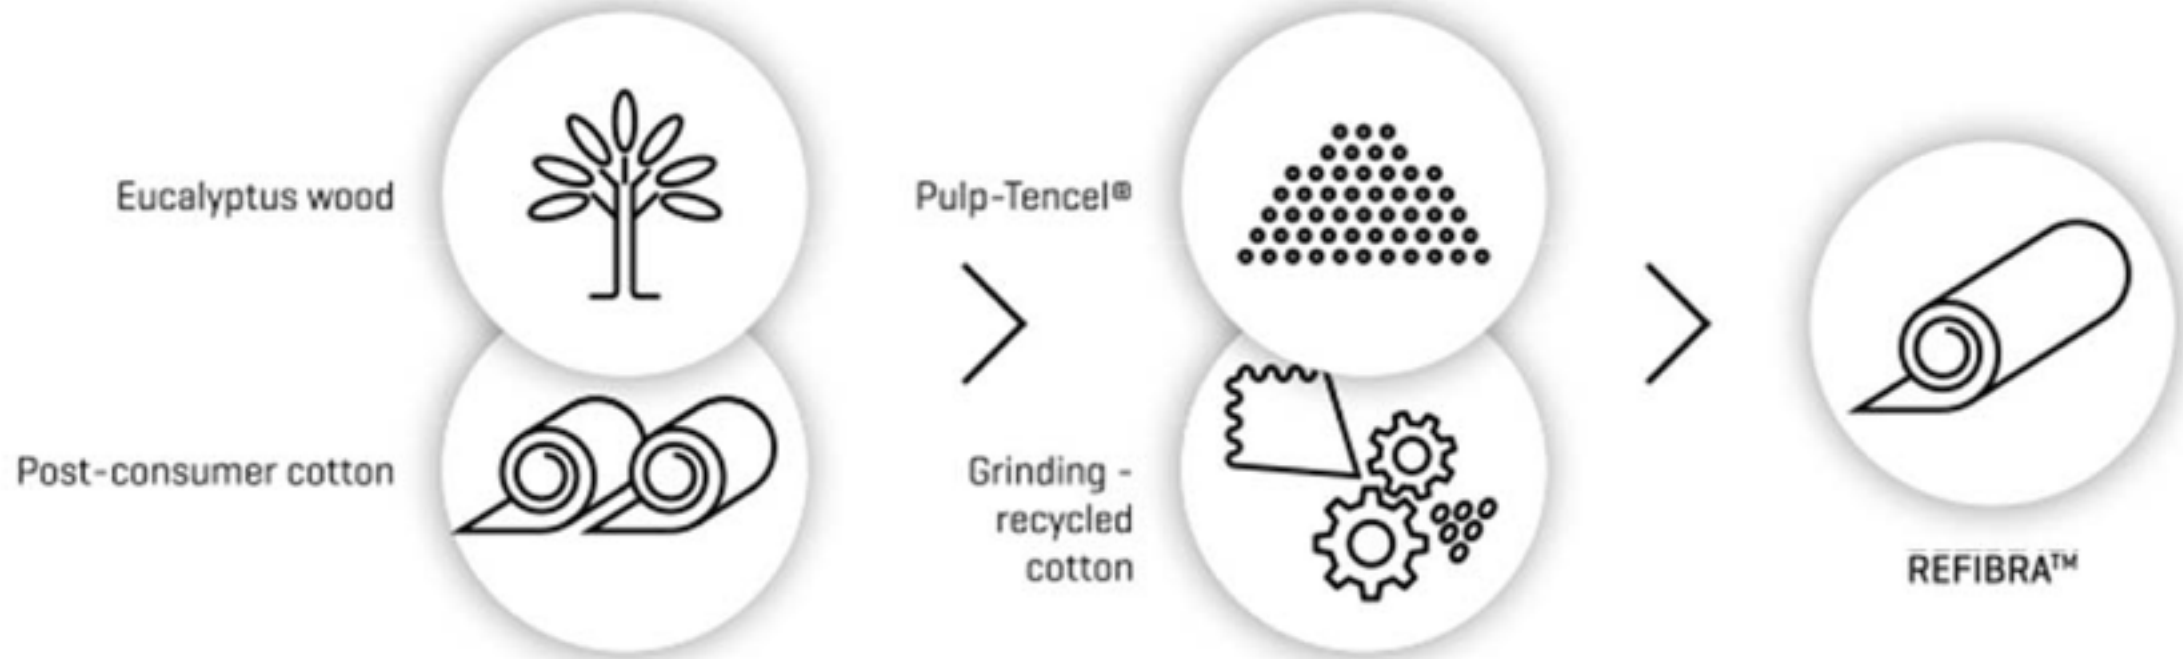 Eucalyptus wood
Post-consumer cotton
Pulp-Tencel®
Grinding -
recycled
cotton
REFIBRA™